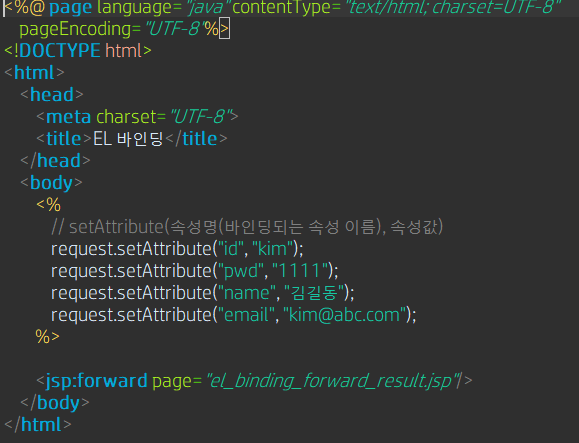 <%@ page language="java" contentType="text/html; charset=UTF-8"
pageEncoding="UTF-8"%>
<!DOCTYPE html>
<html>
<head>
<meta charset="UTF-8">
<title>EL 바인딩</title>
</head>
<body>
<%
// setAttribute(속성명(바인딩되는 속성 이름), 속성값)
request.setAttribute("id", "kim");
request.setAttribute("pwd", "1111");
request.setAttribute("name", "김길동");
request.setAttribute("email", "kim@abc.com");
%>
<jsp:forward page="el_binding_forward_result.jsp"/>
</body>
</html>